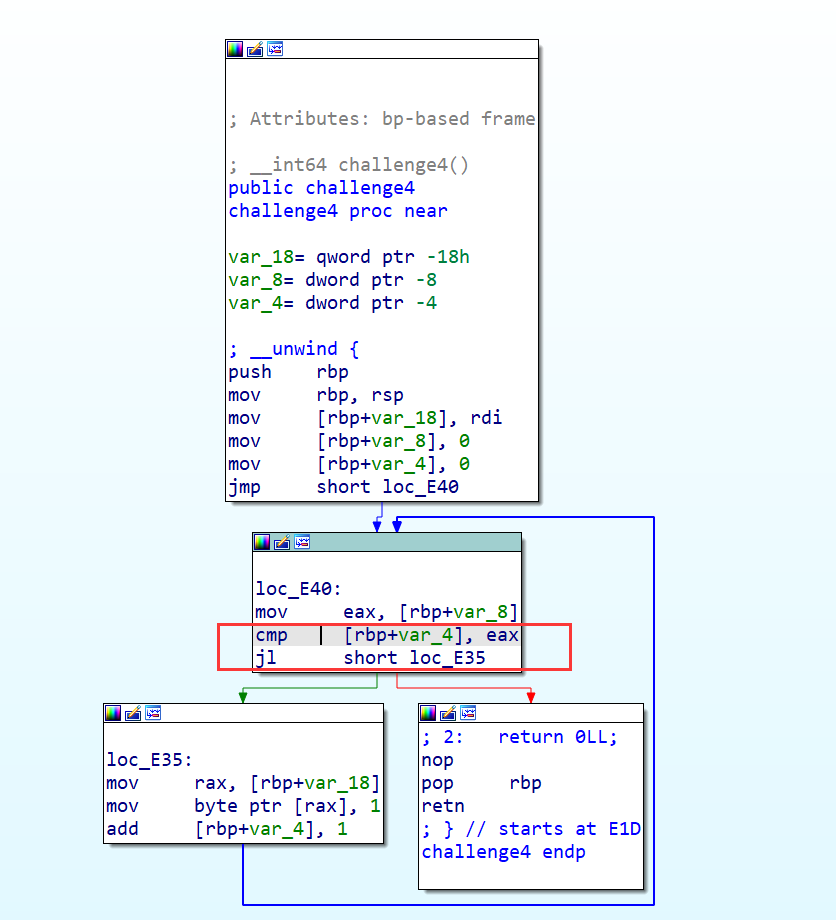 ; Attributes: bp-based frame
; __int64 challenge4()
public challenge4
challenge4 proc near
var_18= qword ptr -18h
var_8= dword ptr -8
var_4= dword ptr -4
; __unwind {
push rbp
mov rbp, rsp
mov [rbp+var_18], rdi
mov [rbp+var_8], 0
mov [rbp+var_4], 0
jmp short loc_E40
loc_E40:
mov eax, [rbp+var_8]
cmp [rbp+var_4], eax
jl short loc_E35
loc_E35:
mov rax, [rbp+var_18]
mov byte ptr [rax], 1
add [rbp+var_4], 1
; 2: return 0LL;
nop
pop rbp
retn
; } // starts at E1D
challenge4 endp